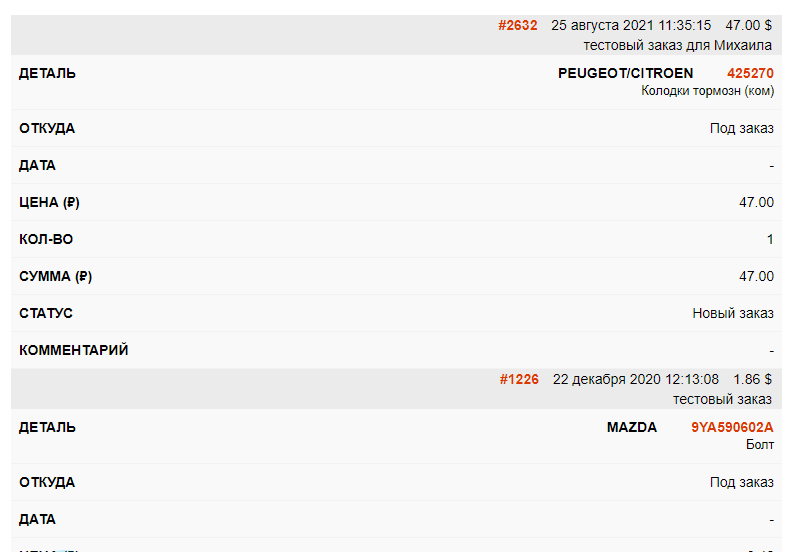 #2632 25 августа 2021 11:35:15 47.00 $
тестовый заказ для Михаила
ДЕТАЛЬ PEUGEOT/CITROEN 425270
Колодки тормозн (ком)
ОТКУДА Под заказ
ДАТА -
ЦЕНА (₽) 47.00
КОЛ-ВО 1
СУММА (₽) 47.00
СТАТУС Новый заказ
КОММЕНТАРИЙ -
#1226 22 декабря 2020 12:13:08 1.86 $
тестовый заказ
ДЕТАЛЬ MAZDA 9YA590602A
Болт
ОТКУДА Под заказ
ДАТА -